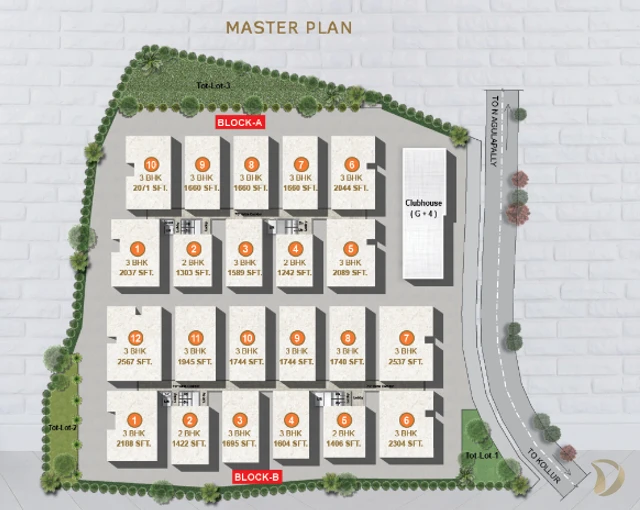 MASTER PLAN
Tot-Lot-3
BLOCK-A
TO NAGULAPALLY
10
3 BHK
2071 SFT.
9
3 BHK
1660 SFT.
8
3 BHK
1660 SFT.
7
3 BHK
1660 SFT.
6
3 BHK
2044 SFT.
Clubhouse
( G + 4 )
1
3 BHK
2037 SFT.
2
2 BHK
1303 SFT.
3
3 BHK
1589 SFT.
4
2 BHK
1242 SFT.
5
3 BHK
2089 SFT.
12
3 BHK
2567 SFT.
11
3 BHK
1945 SFT.
10
3 BHK
1744 SFT.
9
3 BHK
1744 SFT.
8
3 BHK
1740 SFT.
7
3 BHK
2537 SFT.
1
3 BHK
2188 SFT.
2
2 BHK
1422 SFT.
3
3 BHK
1695 SFT.
4
3 BHK
1604 SFT.
5
2 BHK
1406 SFT.
6
3 BHK
2304 SFT.
Tot-Lot-2
Tot-Lot-1
TO KOLLUR
BLOCK-B